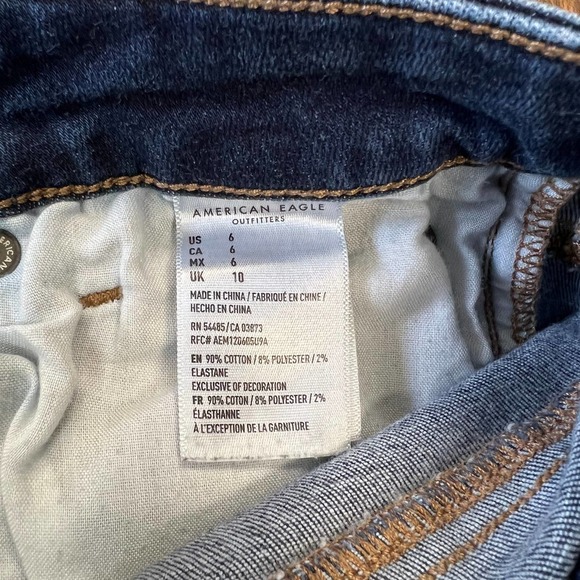 AMERICAN EAGLE
OUTFITTERS
US 6
CA 6
MX 6
UK 10
MADE IN CHINA / FABRIQUÉ EN CHINE /
HECHO EN CHINA
RN 54485/CA 03873
RFC# AEM120605U9A
EN 90% COTTON / 8% POLYESTER / 2%
ELASTANE
EXCLUSIVE OF DECORATION
FR 90% COTON / 8% POLYESTER / 2%
ÉLASTHANNE
À L'EXCEPTION DE LA GARNITURE